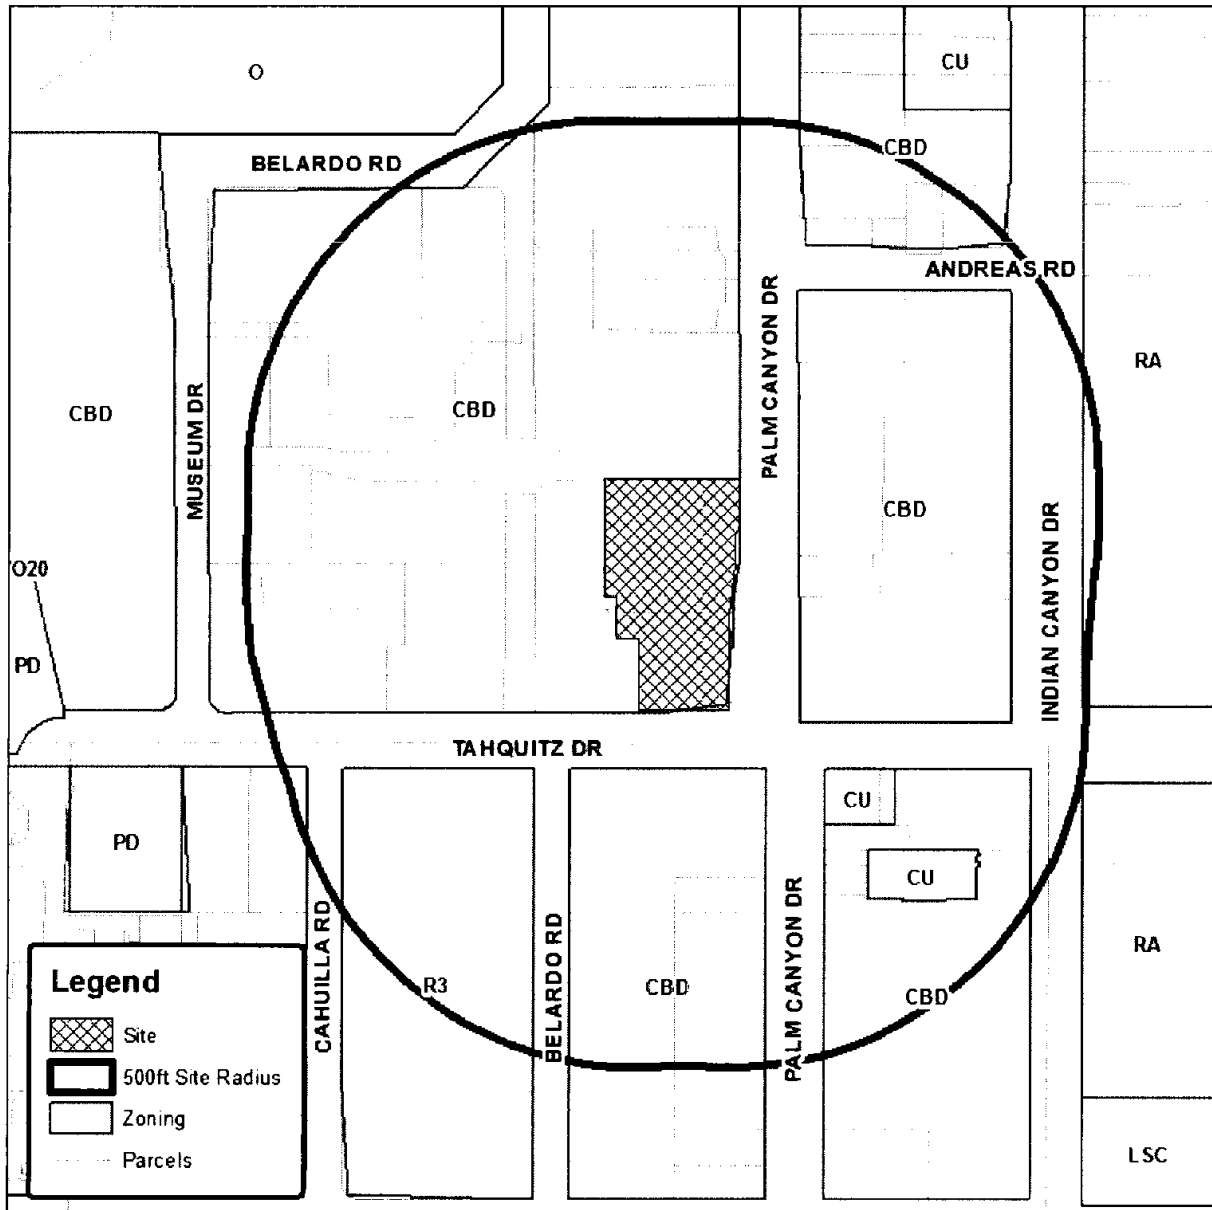 O
CU
CBD
BELARDO RD
ANDREAS RD
PALM CANYON DR
RA
CBD
CBD
MUSEUM DR
CBD
INDIAN CANYON DR
O20
PD
TAHQUITZ DR
CU
PD
CU
CAHUILLA RD
BELARDO RD
PALM CANYON DR
RA
R3
CBD
CBD
LSC
Legend
Site
500ft Site Radius
Zoning
Parcels